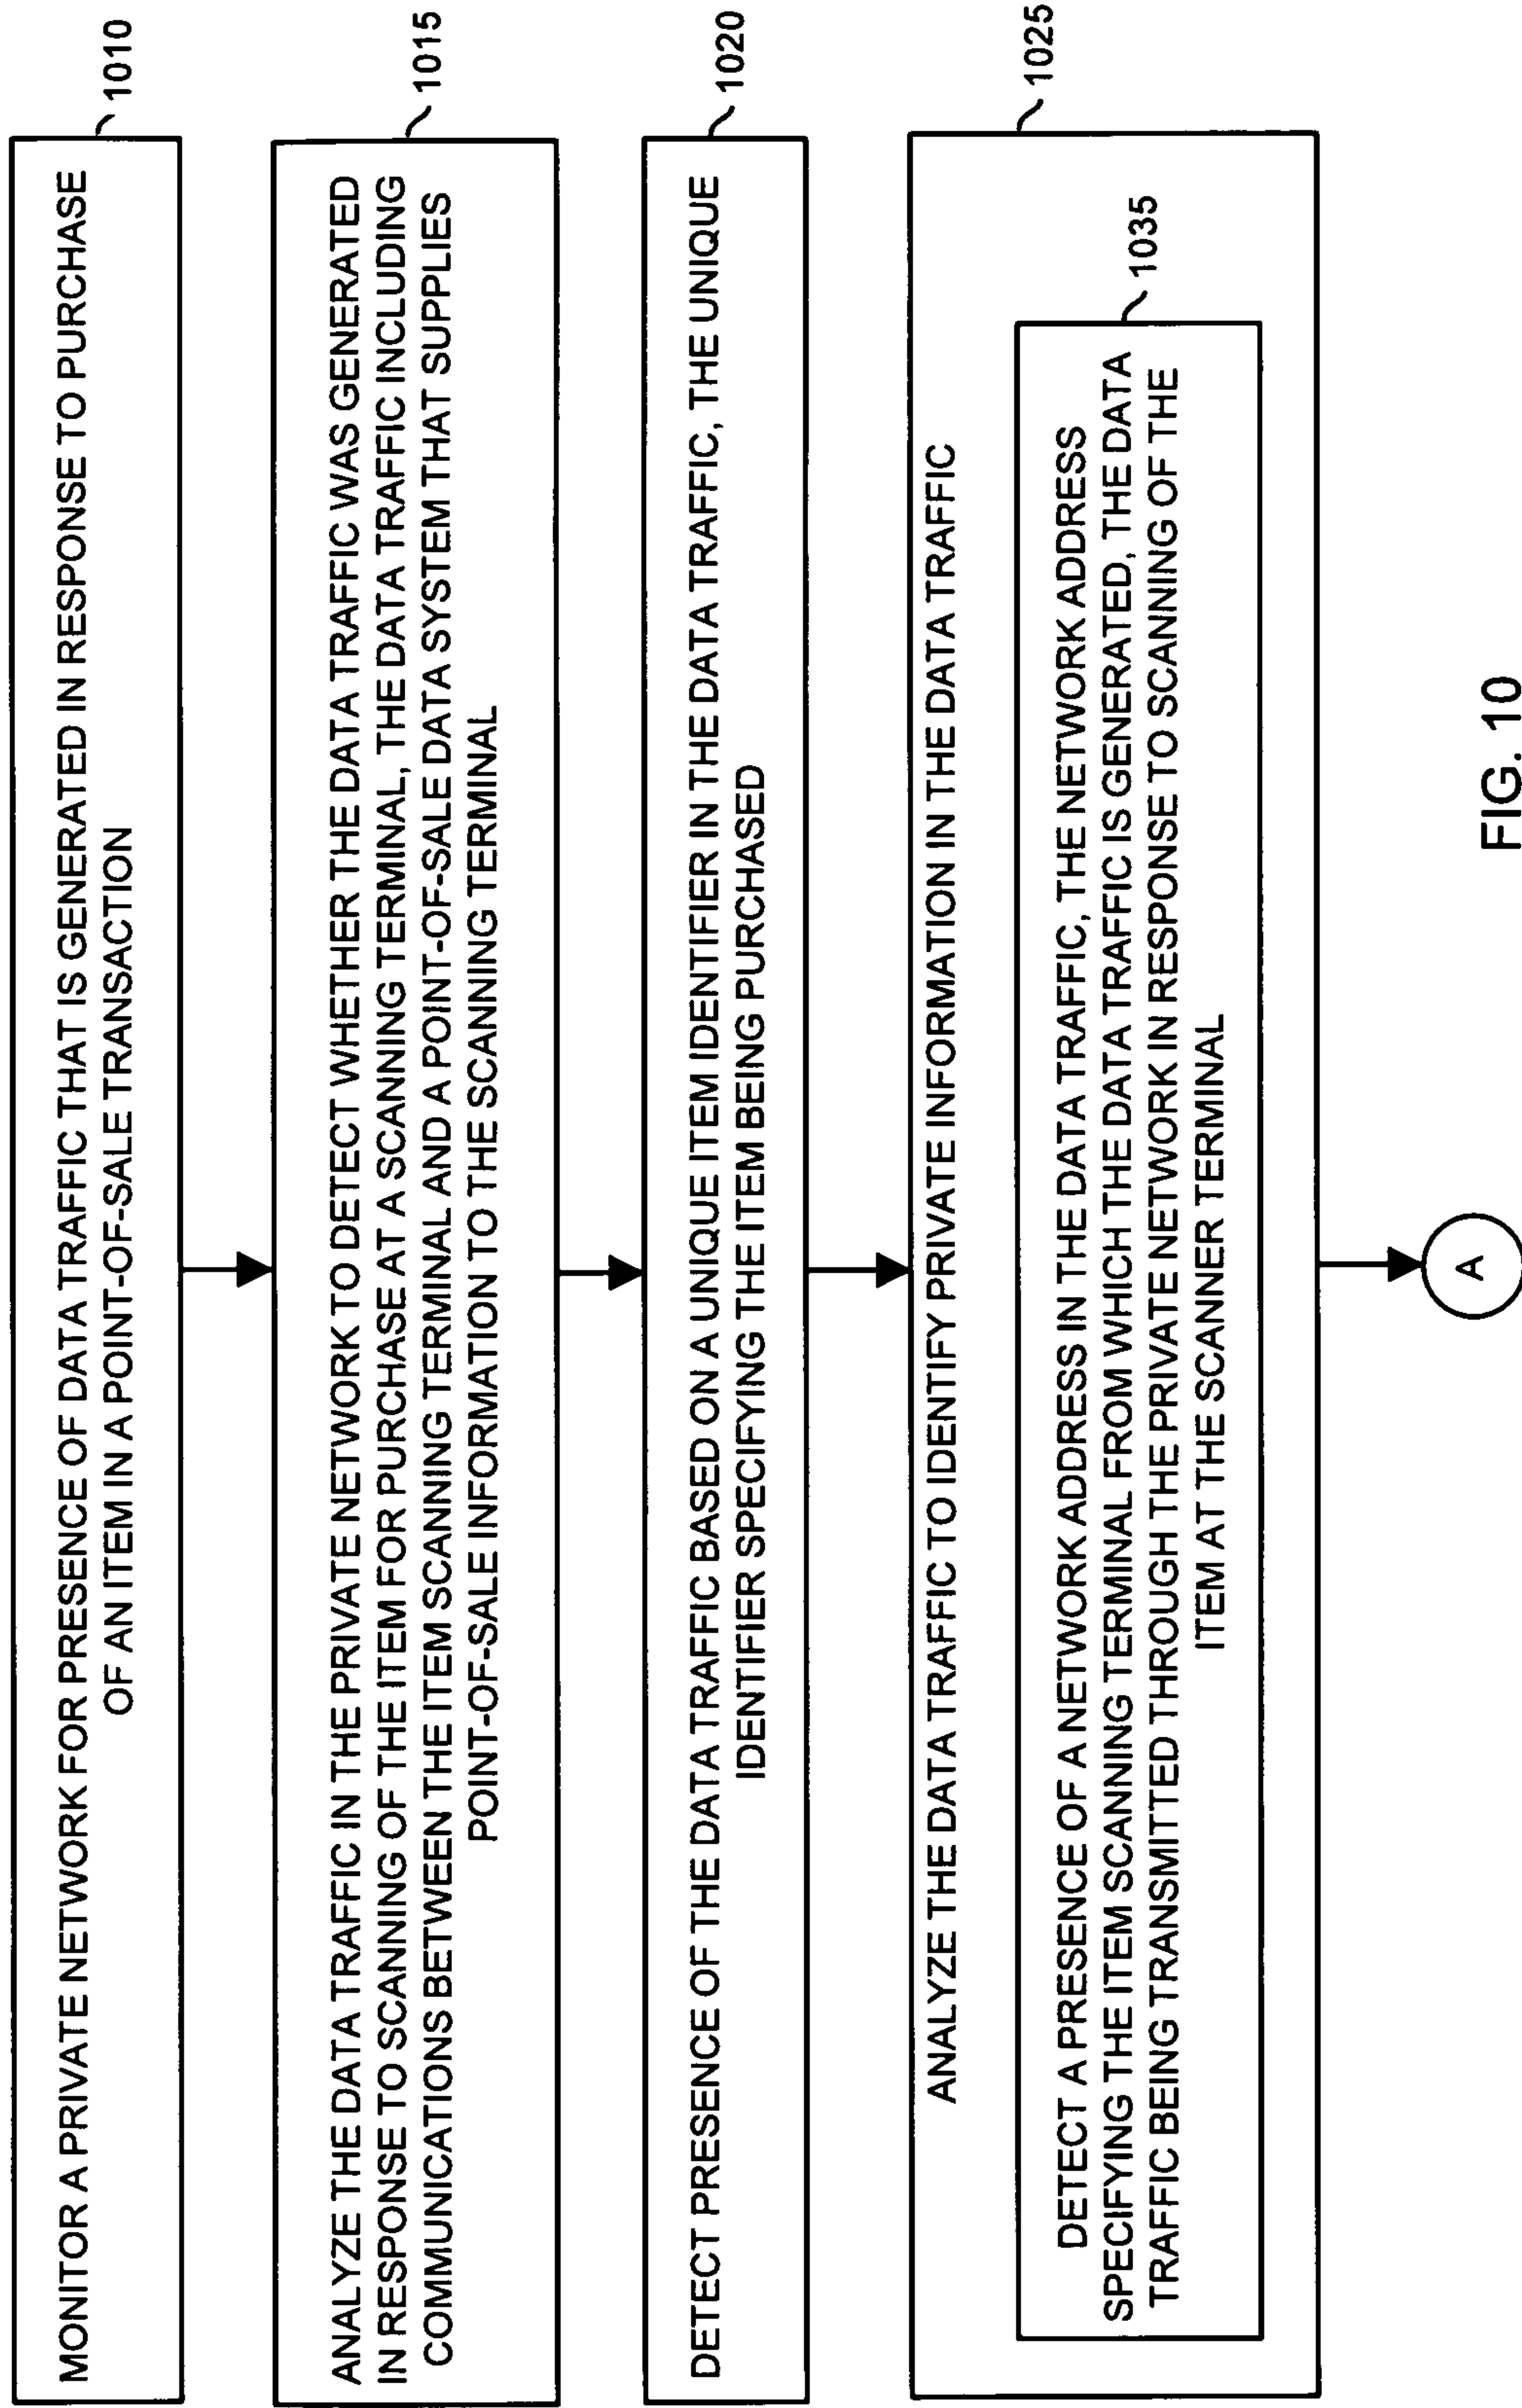 MONITOR A PRIVATE NETWORK FOR PRESENCE OF DATA TRAFFIC THAT IS GENERATED IN RESPONSE TO PURCHASE
OF AN ITEM IN A POINT-OF-SALE TRANSACTION
1010
ANALYZE THE DATA TRAFFIC IN THE PRIVATE NETWORK TO DETECT WHETHER THE DATA TRAFFIC WAS GENERATED
IN RESPONSE TO SCANNING OF THE ITEM FOR PURCHASE AT A SCANNING TERMINAL, THE DATA TRAFFIC INCLUDING
COMMUNICATIONS BETWEEN THE ITEM SCANNING TERMINAL AND A POINT-OF-SALE DATA SYSTEM THAT SUPPLIES
POINT-OF-SALE INFORMATION TO THE SCANNING TERMINAL
1015
DETECT PRESENCE OF THE DATA TRAFFIC BASED ON A UNIQUE ITEM IDENTIFIER IN THE DATA TRAFFIC, THE UNIQUE
IDENTIFIER SPECIFYING THE ITEM BEING PURCHASED
1020
ANALYZE THE DATA TRAFFIC TO IDENTIFY PRIVATE INFORMATION IN THE DATA TRAFFIC
1025
DETECT A PRESENCE OF A NETWORK ADDRESS IN THE DATA TRAFFIC, THE NETWORK ADDRESS
SPECIFYING THE ITEM SCANNING TERMINAL FROM WHICH THE DATA TRAFFIC IS GENERATED, THE DATA
TRAFFIC BEING TRANSMITTED THROUGH THE PRIVATE NETWORK IN RESPONSE TO SCANNING OF THE
ITEM AT THE SCANNER TERMINAL
1035
A
FIG. 10